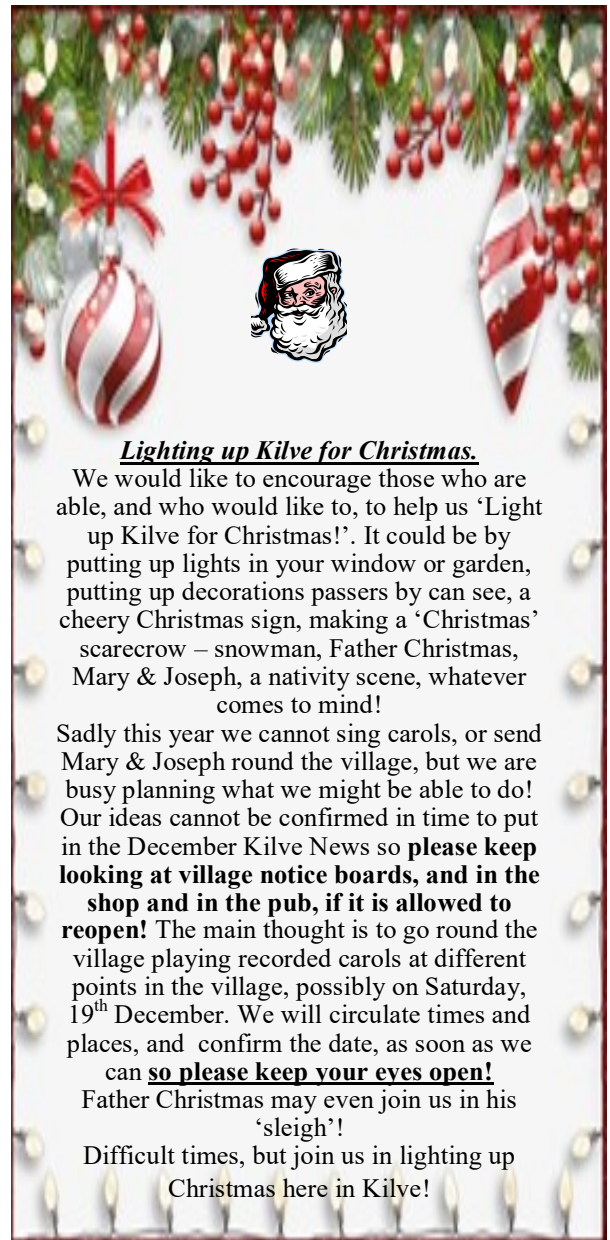 Lighting up Kilve for Christmas.
We would like to encourage those who are
able, and who would like to, to help us ‘Light
up Kilve for Christmas!’. It could be by
putting up lights in your window or garden,
putting up decorations passers by can see, a
cheery Christmas sign, making a ‘Christmas’
scarecrow – snowman, Father Christmas,
Mary & Joseph, a nativity scene, whatever
comes to mind!
Sadly this year we cannot sing carols, or send
Mary & Joseph round the village, but we are
busy planning what we might be able to do!
Our ideas cannot be confirmed in time to put
in the December Kilve News so please keep
looking at village notice boards, and in the
shop and in the pub, if it is allowed to
reopen! The main thought is to go round the
village playing recorded carols at different
points in the village, possibly on Saturday,
19th December. We will circulate times and
places, and  confirm the date, as soon as we
can so please keep your eyes open!
Father Christmas may even join us in his
‘sleigh’!
Difficult times, but join us in lighting up
Christmas here in Kilve!